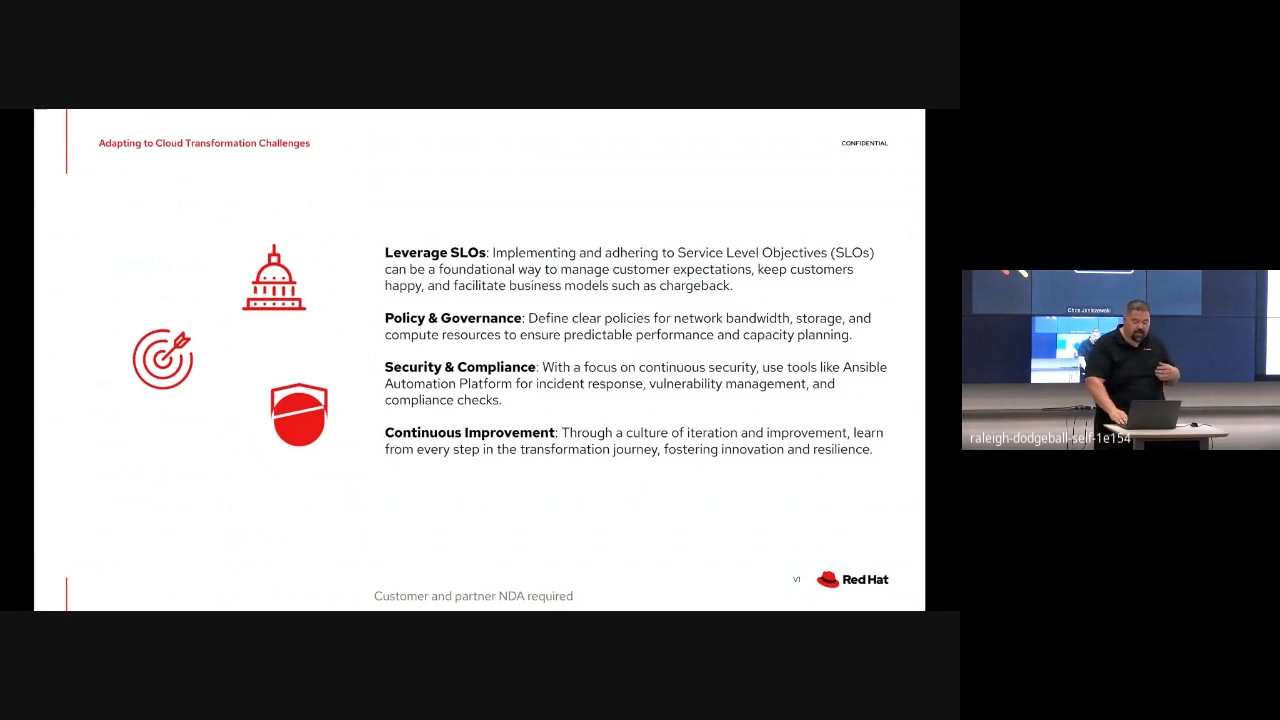 Adapting to Cloud Transformation Challenges
CONFIDENTIAL
Leverage SLOs: Implementing and adhering to Service Level Objectives (SLOs)
can be a foundational way to manage customer expectations, keep customers
happy, and facilitate business models such as chargeback.
Policy & Governance: Define clear policies for network bandwidth, storage, and
compute resources to ensure predictable performance and capacity planning.
Security & Compliance: With a focus on continuous security, use tools like Ansible
Automation Platform for incident response, vulnerability management, and
compliance checks.
Continuous Improvement: Through a culture of iteration and improvement, learn
from every step in the transformation journey, fostering innovation and resilience.
V1
Red Hat
Customer and partner NDA required
Chris Janiszewski
raleigh-dodgeball-self-1e154